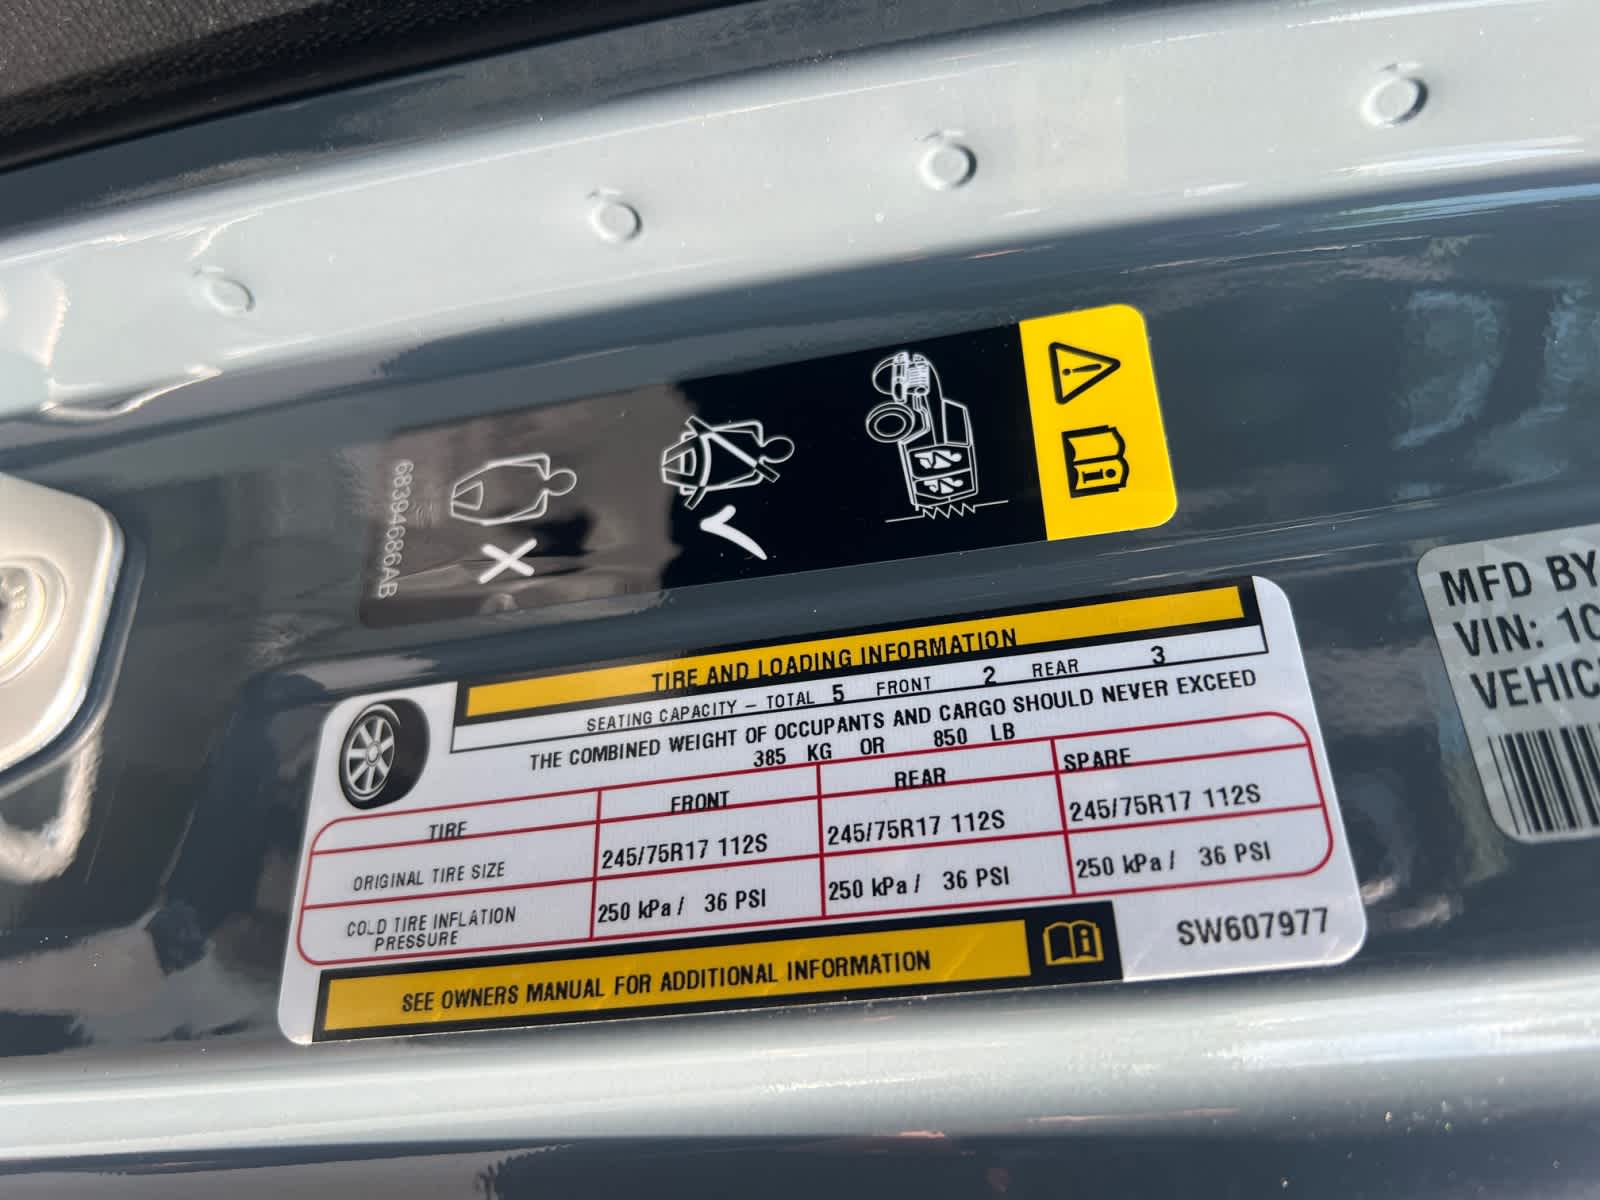 68394686AB
TIRE AND LOADING INFORMATION
SEATING CAPACITY – TOTAL 5 FRONT 2 REAR 3
THE COMBINED WEIGHT OF OCCUPANTS AND CARGO SHOULD NEVER EXCEED
385 KG OR 850 LB
TIRE FRONT REAR SPARE
ORIGINAL TIRE SIZE 245/75R17 112S 245/75R17 112S 245/75R17 112S
COLD TIRE INFLATION
PRESSURE 250 kPa / 36 PSI 250 kPa / 36 PSI 250 kPa / 36 PSI
SEE OWNERS MANUAL FOR ADDITIONAL INFORMATION
SW607977
MFD BY
VIN: 1C
VEHIC